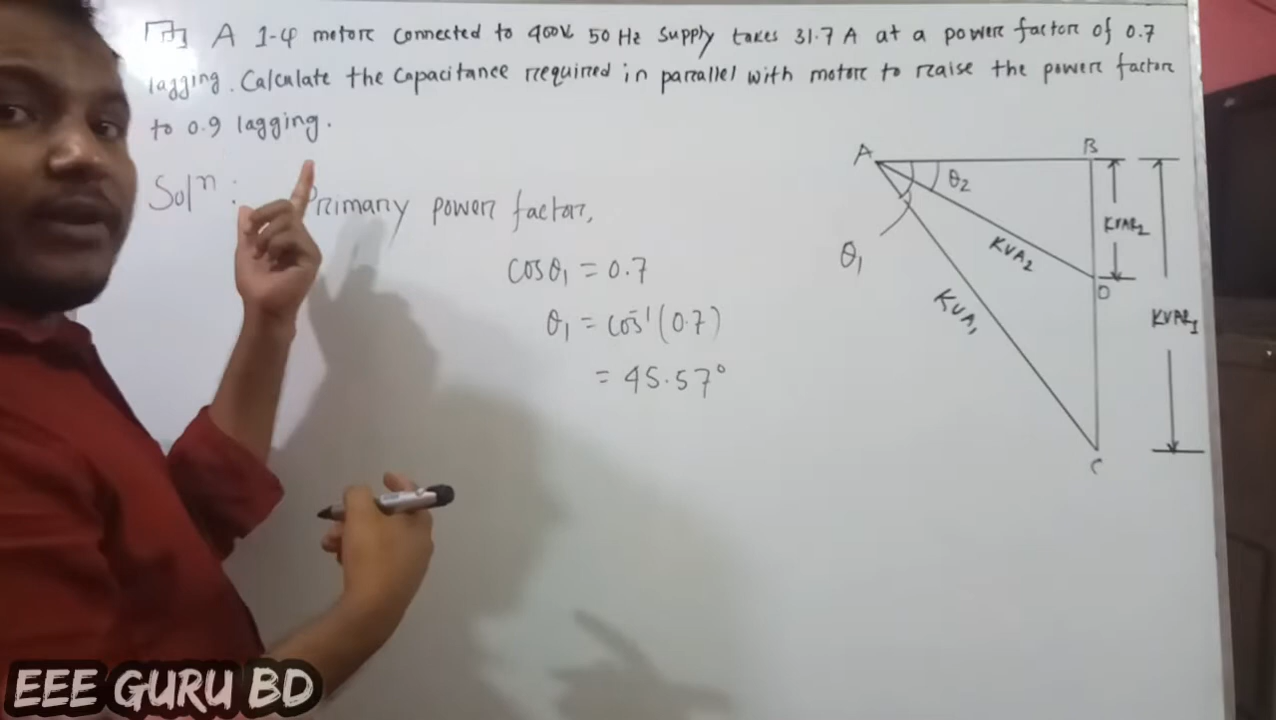 A 1-φ motor connected to 400V 50 Hz supply takes 31.7 A at a power factor of 0.7
lagging. Calculate the Capacitance required in parallel with motor to raise the power factor
to 0.9 lagging.
Solⁿ: Primary power factor,
cosθ₁ = 0.7
θ₁ = cos⁻¹(0.7)
= 45.57°
A
B
θ₂
KVAR₂
θ₁
KVA₂
D
KVA₁
KVAR₁
C
EEE GURU BD